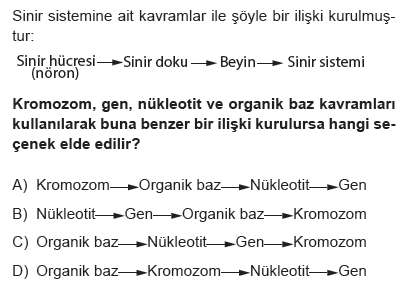 Sinir sistemine ait kavramlar ile şöyle bir ilişki kurulmuş-
tur:
Sinir hücresi → Sinir doku → Beyin → Sinir sistemi
(nöron)
Kromozom, gen, nükleotit ve organik baz kavramları
kullanılarak buna benzer bir ilişki kurulursa hangi se-
çenek elde edilir?
A) Kromozom → Organik baz → Nükleotit → Gen
B) Nükleotit → Gen → Organik baz → Kromozom
C) Organik baz → Nükleotit → Gen → Kromozom
D) Organik baz → Kromozom → Nükleotit → Gen